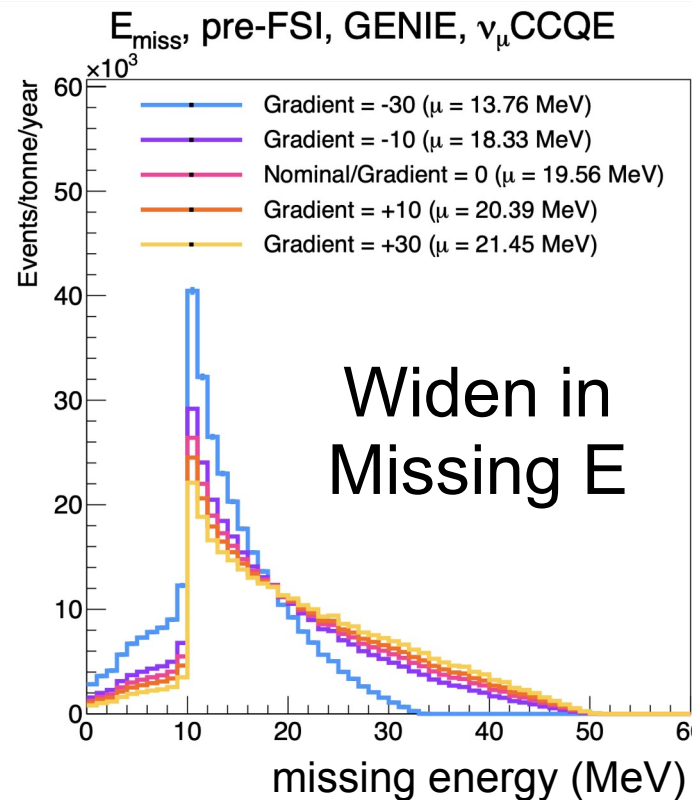 E_miss, pre-FSI, GENIE, ν_μCCQE
×10³
Events/tonne/year
60
50
40
30
20
10
0
Gradient = -30 (μ = 13.76 MeV)
Gradient = -10 (μ = 18.33 MeV)
Nominal/Gradient = 0 (μ = 19.56 MeV)
Gradient = +10 (μ = 20.39 MeV)
Gradient = +30 (μ = 21.45 MeV)
Widen in
Missing E
0 10 20 30 40 50
missing energy (MeV)